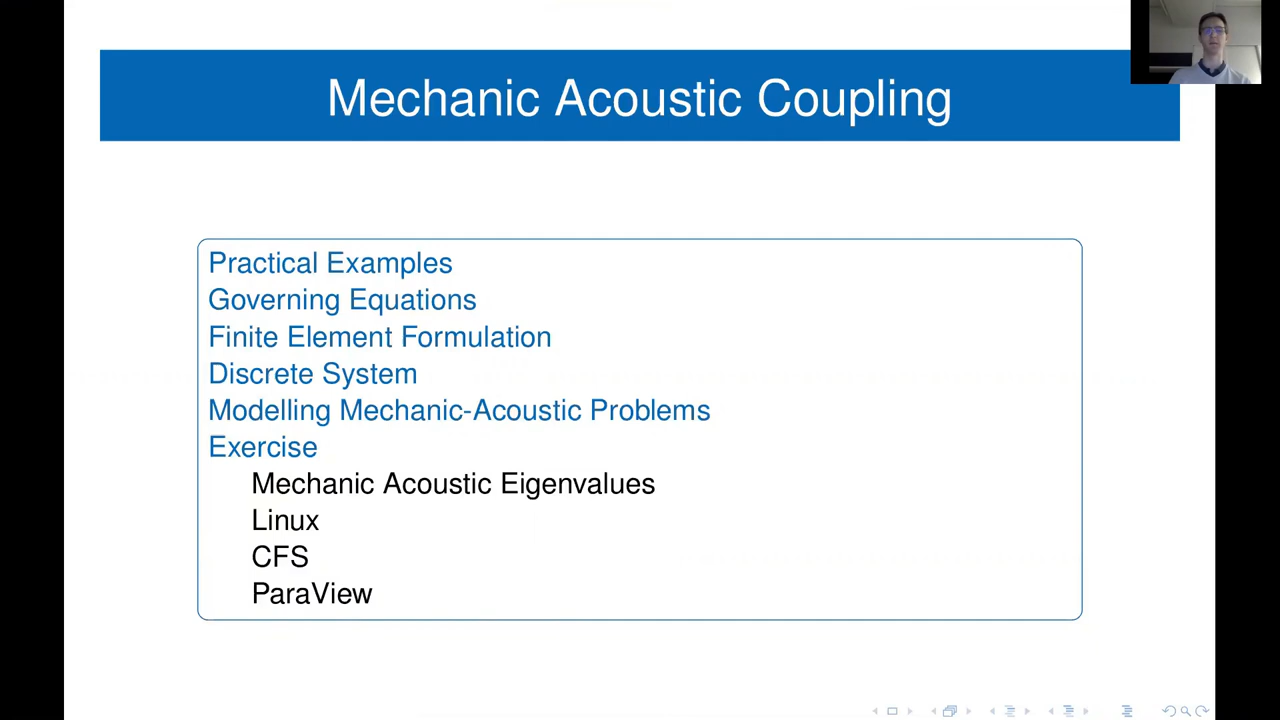 Mechanic Acoustic Coupling
Practical Examples
Governing Equations
Finite Element Formulation
Discrete System
Modelling Mechanic-Acoustic Problems
Exercise
Mechanic Acoustic Eigenvalues
Linux
CFS
ParaView